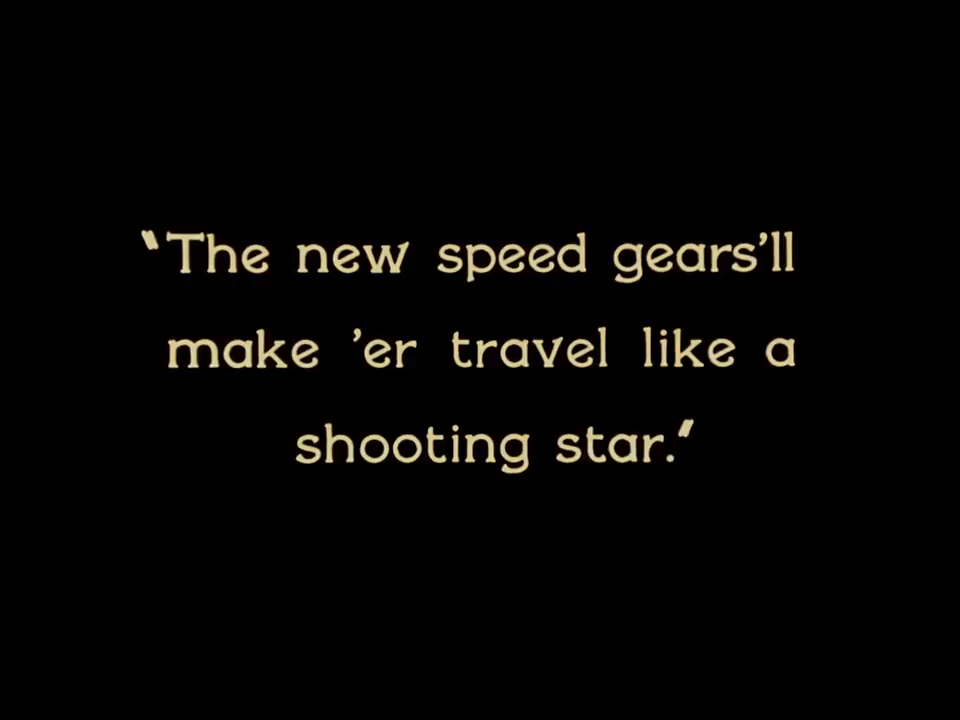 "The new speed gears'll
make 'er travel like a
shooting star."